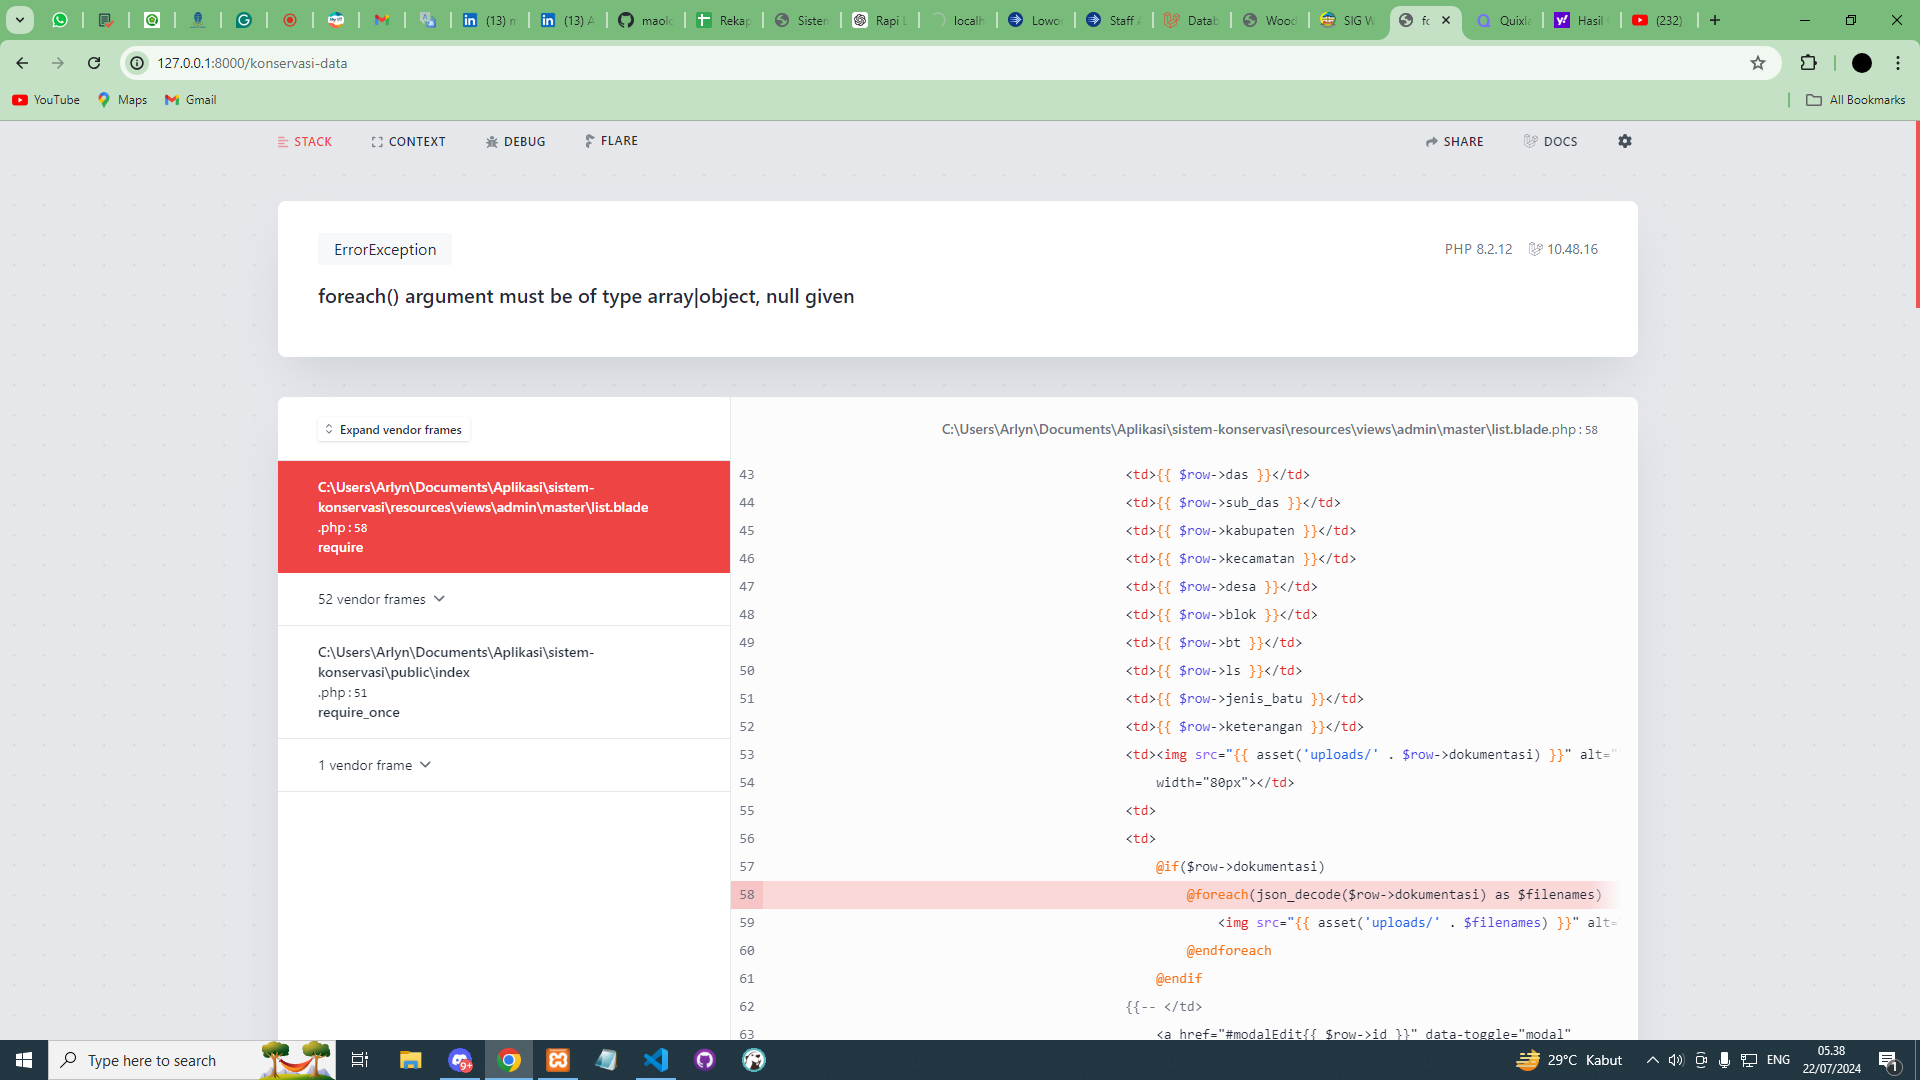 (13) n
(13) A
maolo
Rekap
Sisten
Rapi L
localh
Lowon
Staff A
Datab
Wood
SIG W
fo
Quixla
Hasil
(232)
127.0.0.1:8000/konservasi-data
YouTube
Maps
Gmail
All Bookmarks
STACK
CONTEXT
DEBUG
FLARE
SHARE
DOCS
ErrorException
PHP 8.2.12
10.48.16
foreach() argument must be of type array|object, null given
Expand vendor frames
C:\Users\Arlyn\Documents\Aplikasi\sistem-
konservasi\resources\views\admin\master\list.blade
.php : 58
require
52 vendor frames
C:\Users\Arlyn\Documents\Aplikasi\sistem-
konservasi\public\index
.php : 51
require_once
1 vendor frame
C:\Users\Arlyn\Documents\Aplikasi\sistem-konservasi\resources\views\admin\master\list.blade.php : 58
43 <td>{{ $row->das }}</td>
44 <td>{{ $row->sub_das }}</td>
45 <td>{{ $row->kabupaten }}</td>
46 <td>{{ $row->kecamatan }}</td>
47 <td>{{ $row->desa }}</td>
48 <td>{{ $row->blok }}</td>
49 <td>{{ $row->bt }}</td>
50 <td>{{ $row->ls }}</td>
51 <td>{{ $row->jenis_batu }}</td>
52 <td>{{ $row->keterangan }}</td>
53 <td><img src="{{ asset('uploads/' . $row->dokumentasi) }}" alt="
54 width="80px"></td>
55 <td>
56 <td>
57 @if($row->dokumentasi)
58 @foreach(json_decode($row->dokumentasi) as $filenames)
59 <img src="{{ asset('uploads/' . $filenames) }}" alt=
60 @endforeach
61 @endif
62 {{-- </td>
63 <a href="#modalEdit{{ $row->id }}" data-toggle="modal"
Type here to search
9+
29°C Kabut
ENG
05.38
22/07/2024
1